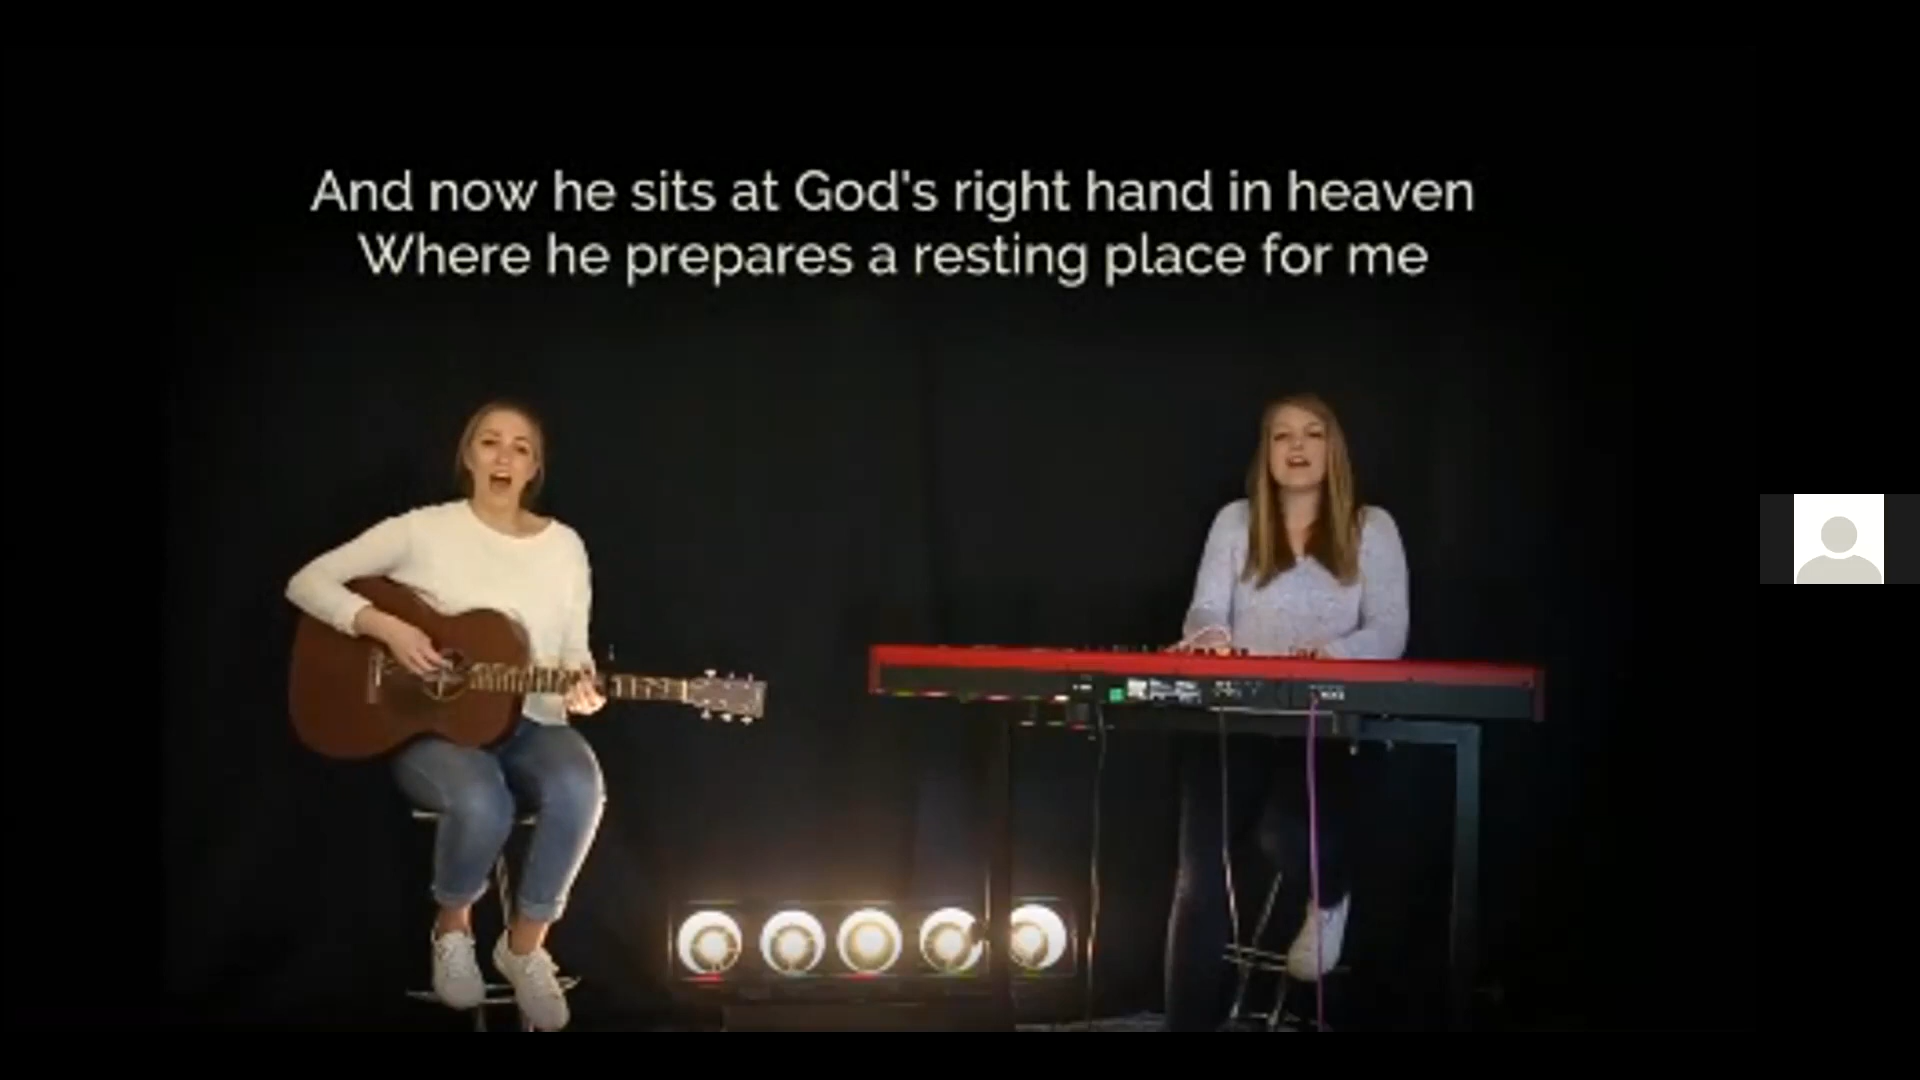 And now he sits at God's right hand in heaven
Where he prepares a resting place for me